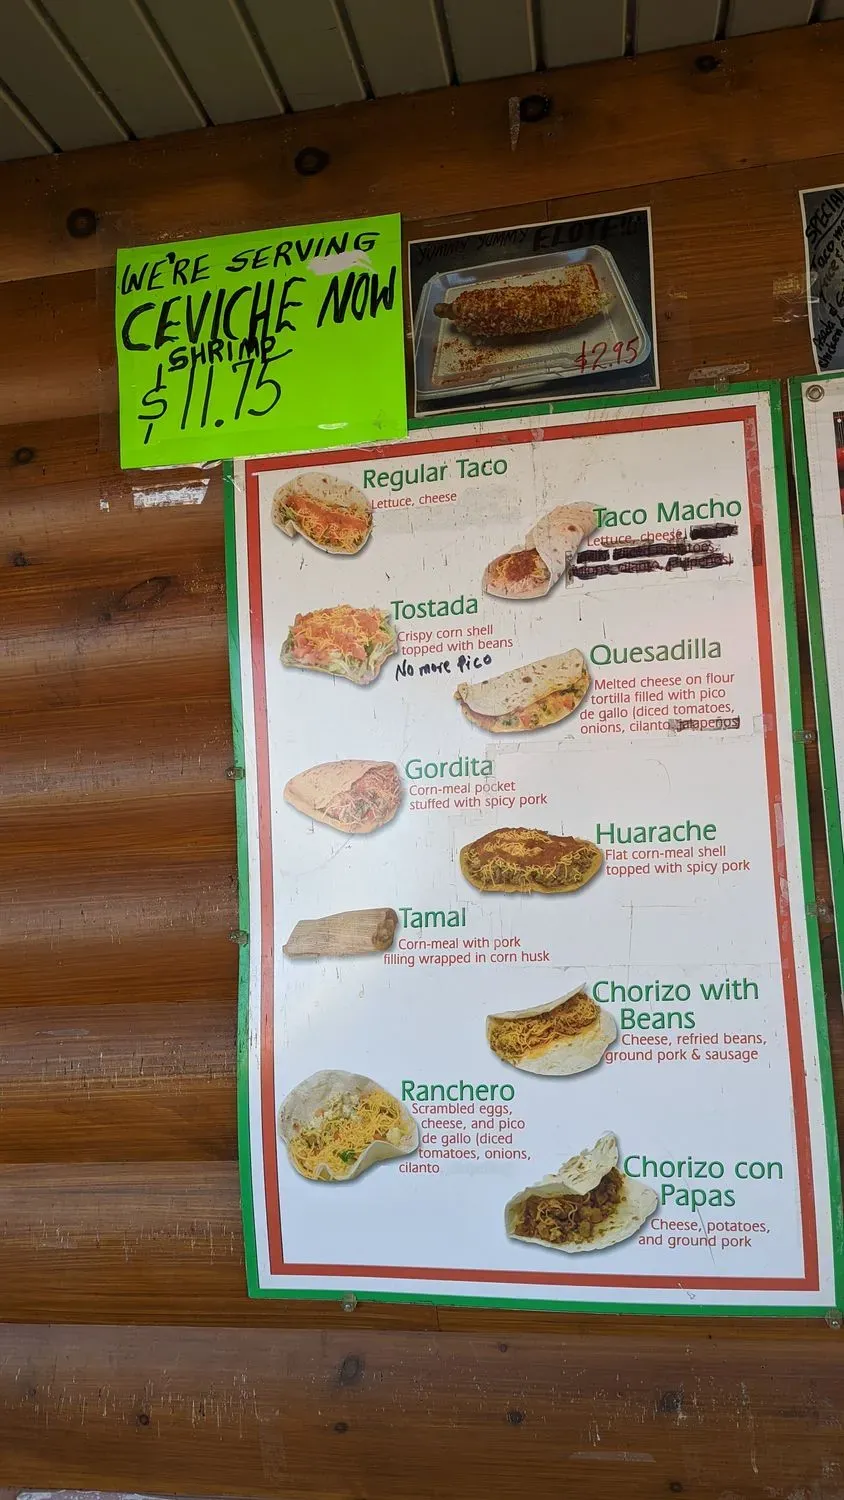 WE'RE SERVING
CEVICHE NOW
SHRIMP
$11.75
YUMMY YUMMY ELOTE!
$2.95
SPECIAL
Regular Taco
Lettuce, cheese
Taco Macho
Lettuce, cheese,
Tostada
Crispy corn shell
topped with beans
No more Pico
Quesadilla
Melted cheese on flour
tortilla filled with pico
de gallo (diced tomatoes,
onions, cilanto, jalapeños)
Gordita
Corn-meal pocket
stuffed with spicy pork
Huarache
Flat corn-meal shell
topped with spicy pork
Tamal
Corn-meal with pork
filling wrapped in corn husk
Chorizo with
Beans
Cheese, refried beans,
ground pork & sausage
Ranchero
Scrambled eggs,
cheese, and pico
de gallo (diced
tomatoes, onions,
cilanto
Chorizo con
Papas
Cheese, potatoes,
and ground pork